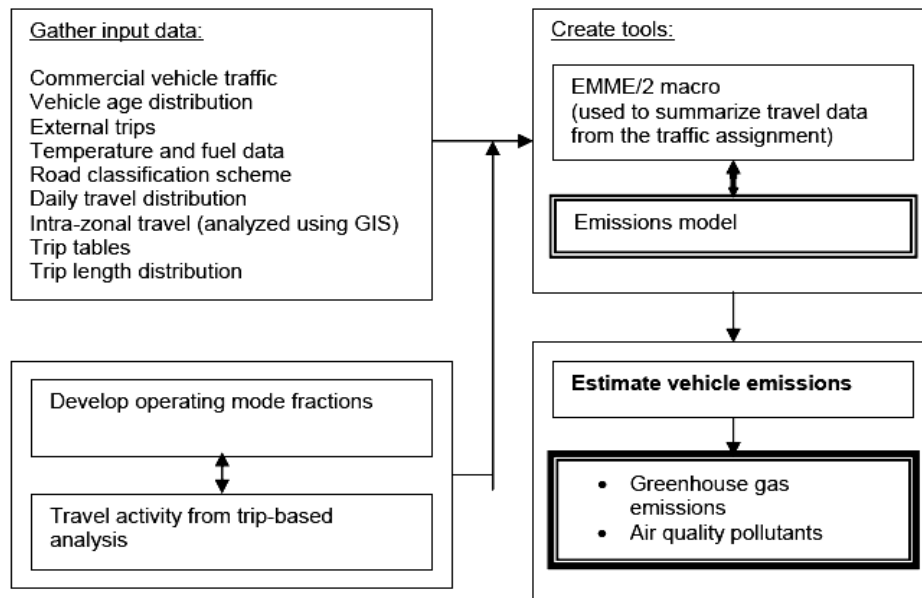 Gather input data:
Commercial vehicle traffic
Vehicle age distribution
External trips
Temperature and fuel data
Road classification scheme
Daily travel distribution
Intra-zonal travel (analyzed using GIS)
Trip tables
Trip length distribution
Develop operating mode fractions
Travel activity from trip-based
analysis
Create tools:
EMME/2 macro
(used to summarize travel data
from the traffic assignment)
Emissions model
Estimate vehicle emissions
• Greenhouse gas
emissions
• Air quality pollutants